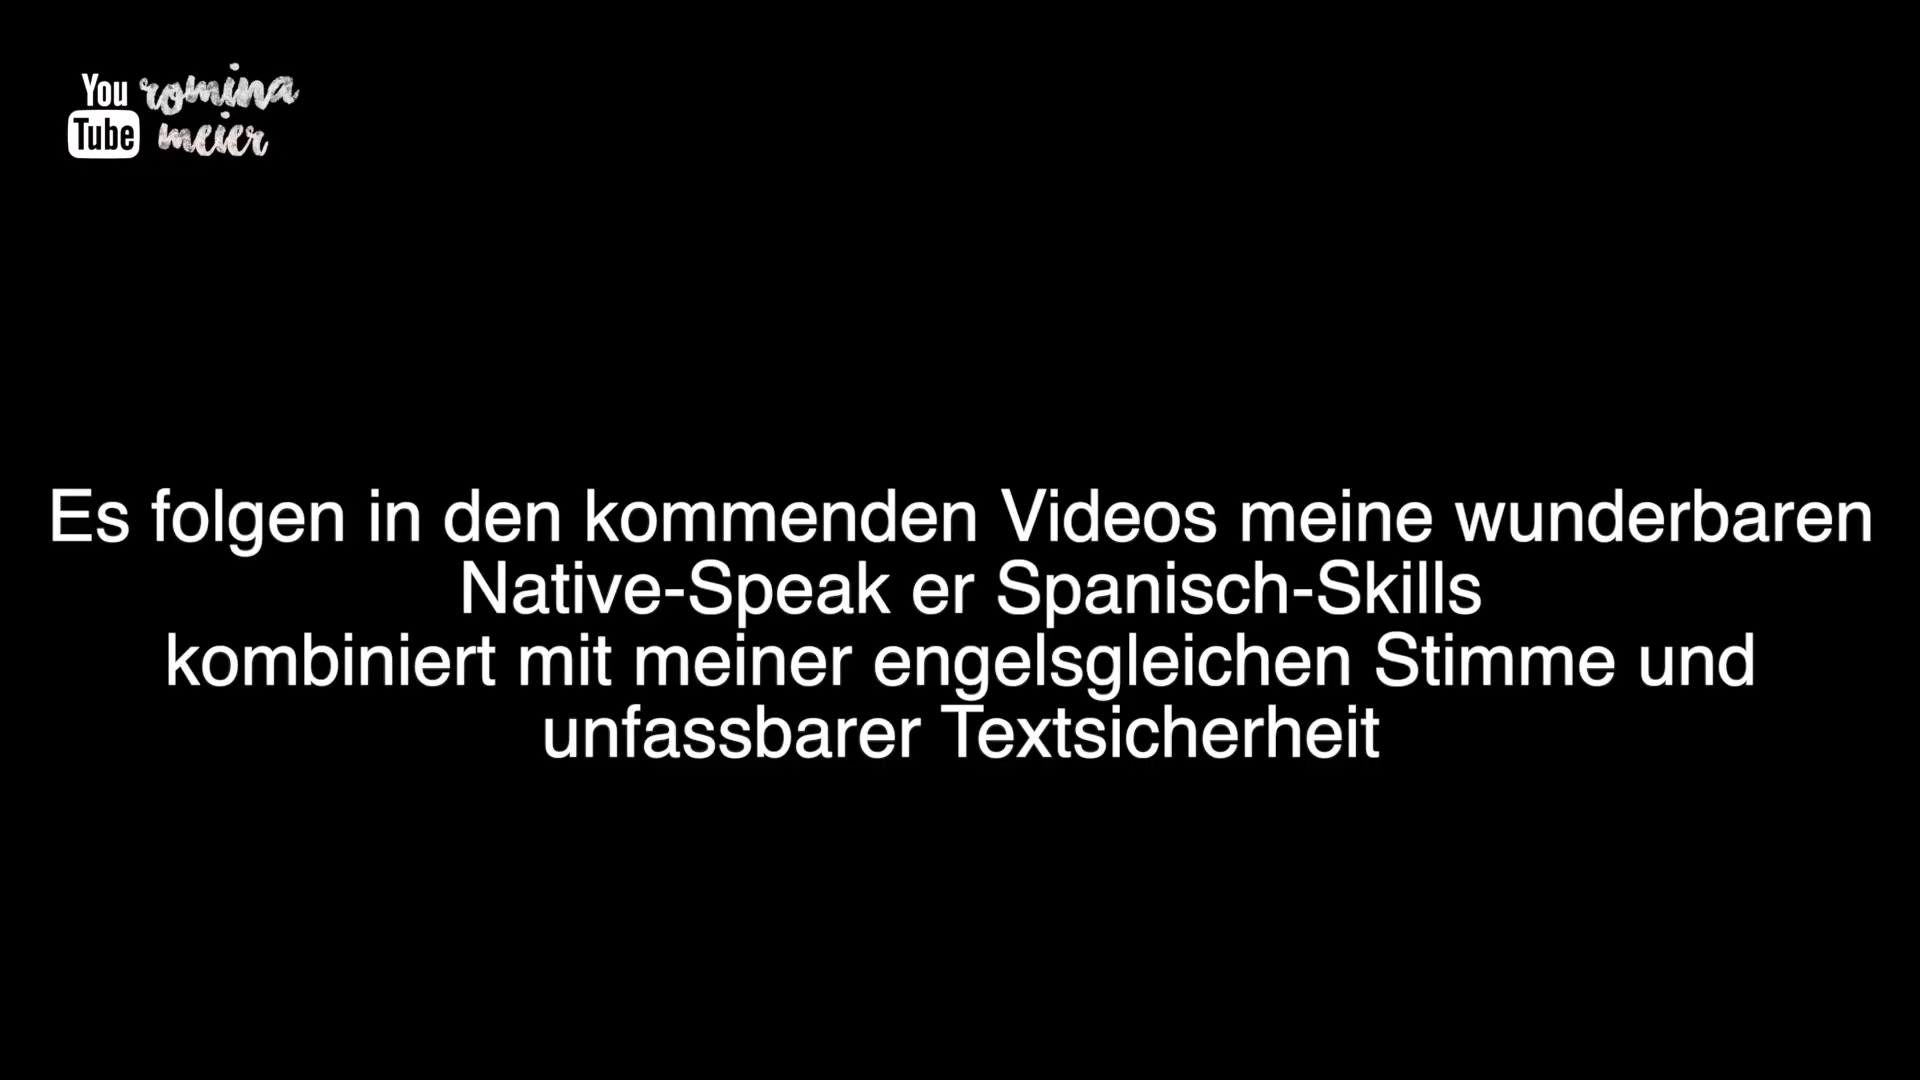 You romina
Tube meier
Es folgen in den kommenden Videos meine wunderbaren
Native-Speak er Spanisch-Skills
kombiniert mit meiner engelsgleichen Stimme und
unfassbarer Textsicherheit